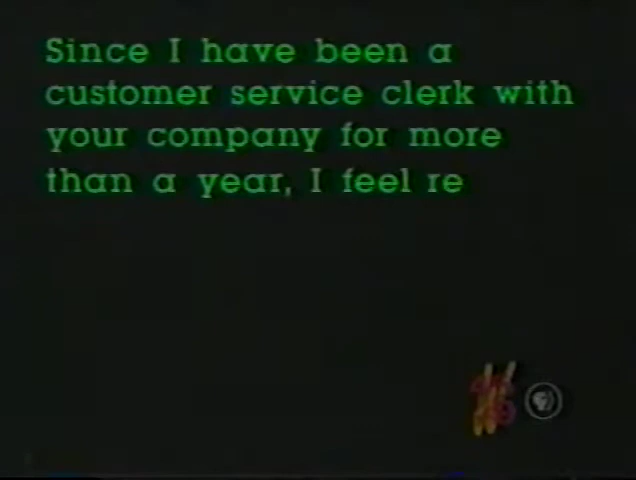 Since I have been a
customer service clerk with
your company for more
than a year, I feel re